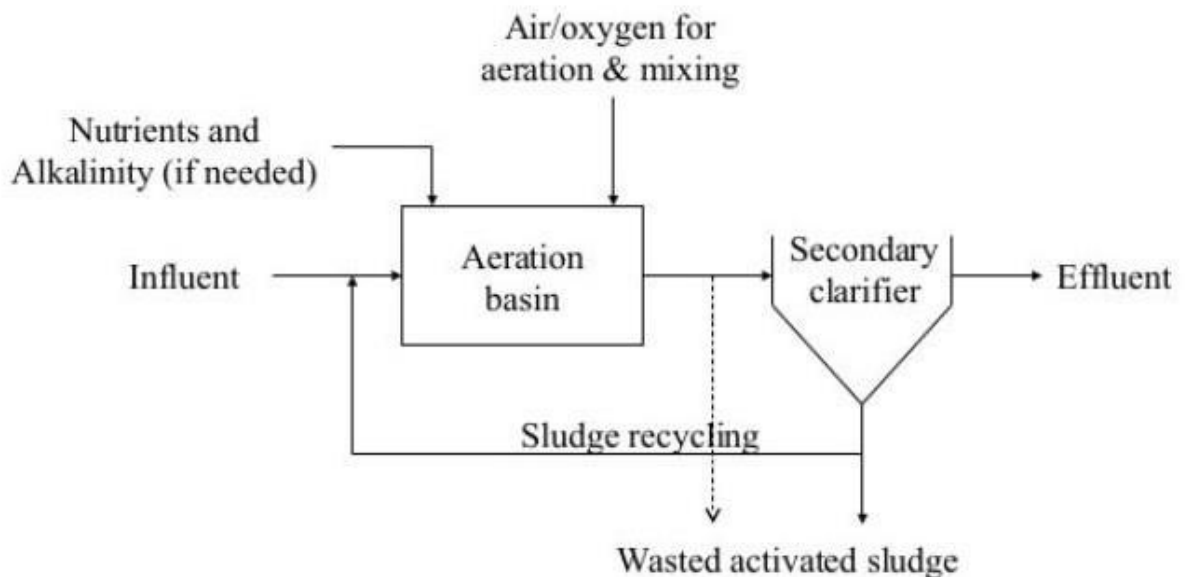 Air/oxygen for
aeration & mixing
Nutrients and
Alkalinity (if needed)
Influent
Aeration
basin
Secondary
clarifier
Effluent
Sludge recycling
Wasted activated sludge